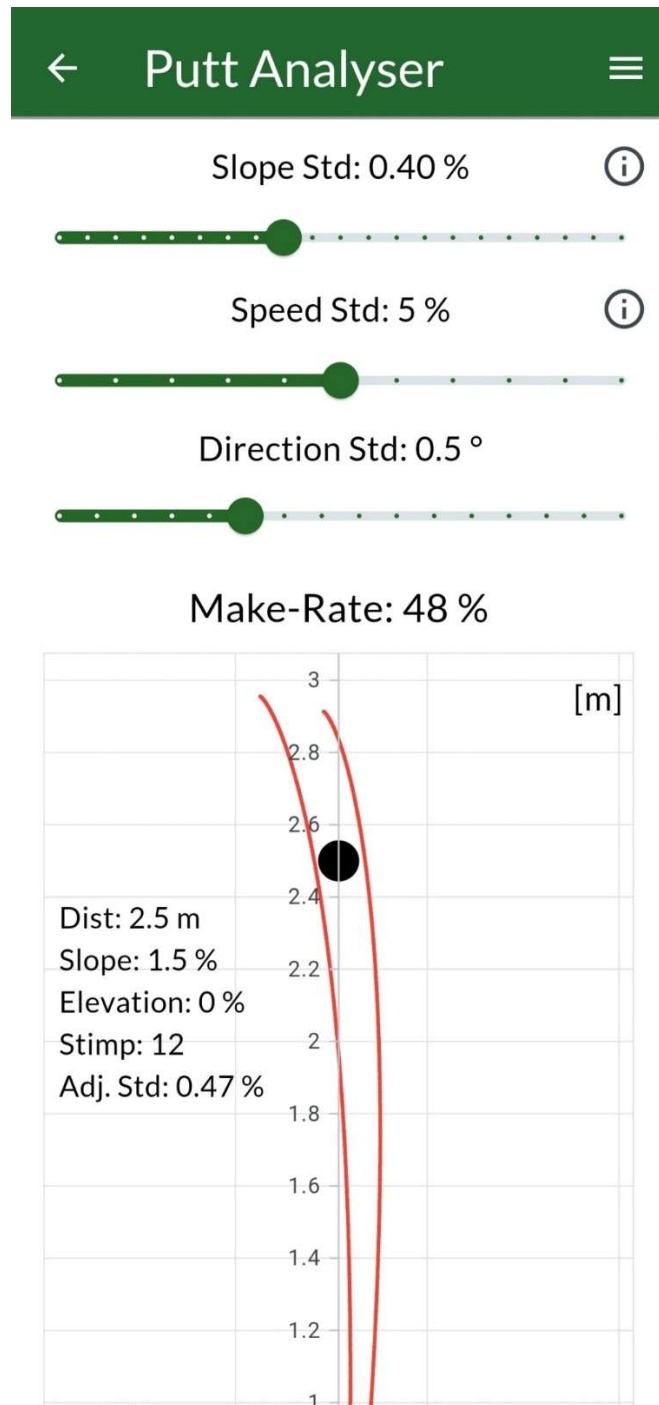 Putt Analyser
Slope Std: 0.40 %
Speed Std: 5 %
Direction Std: 0.5 °
Make-Rate: 48 %
3
[m]
2.8
2.6
2.4
Dist: 2.5 m
Slope: 1.5 %
2.2
Elevation: 0 %
Stimp: 12
2
Adj. Std: 0.47 %
1.8
1.6
1.4
1.2
1